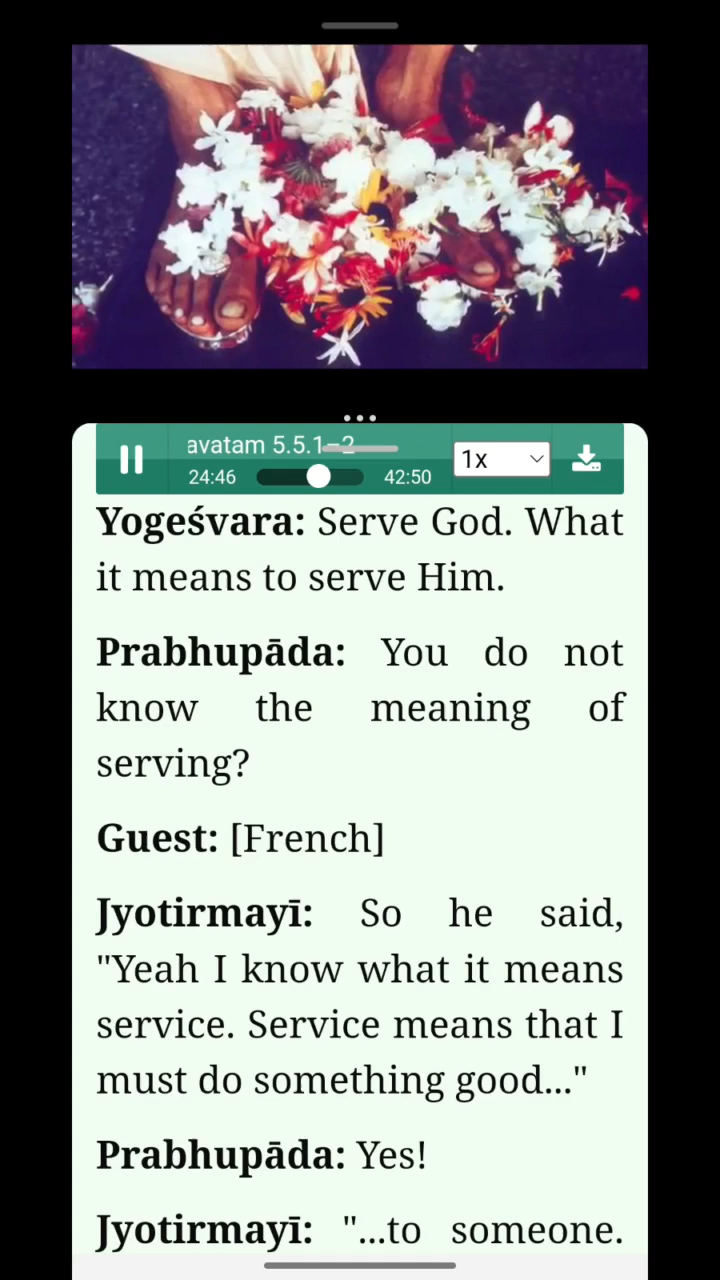 avatam 5.5.1–2
24:46
42:50
1x
Yogeśvara: Serve God. What
it means to serve Him.
Prabhupāda: You do not
know the meaning of
serving?
Guest: [French]
Jyotirmayī: So he said,
"Yeah I know what it means
service. Service means that I
must do something good..."
Prabhupāda: Yes!
Jyotirmayī: "...to someone.